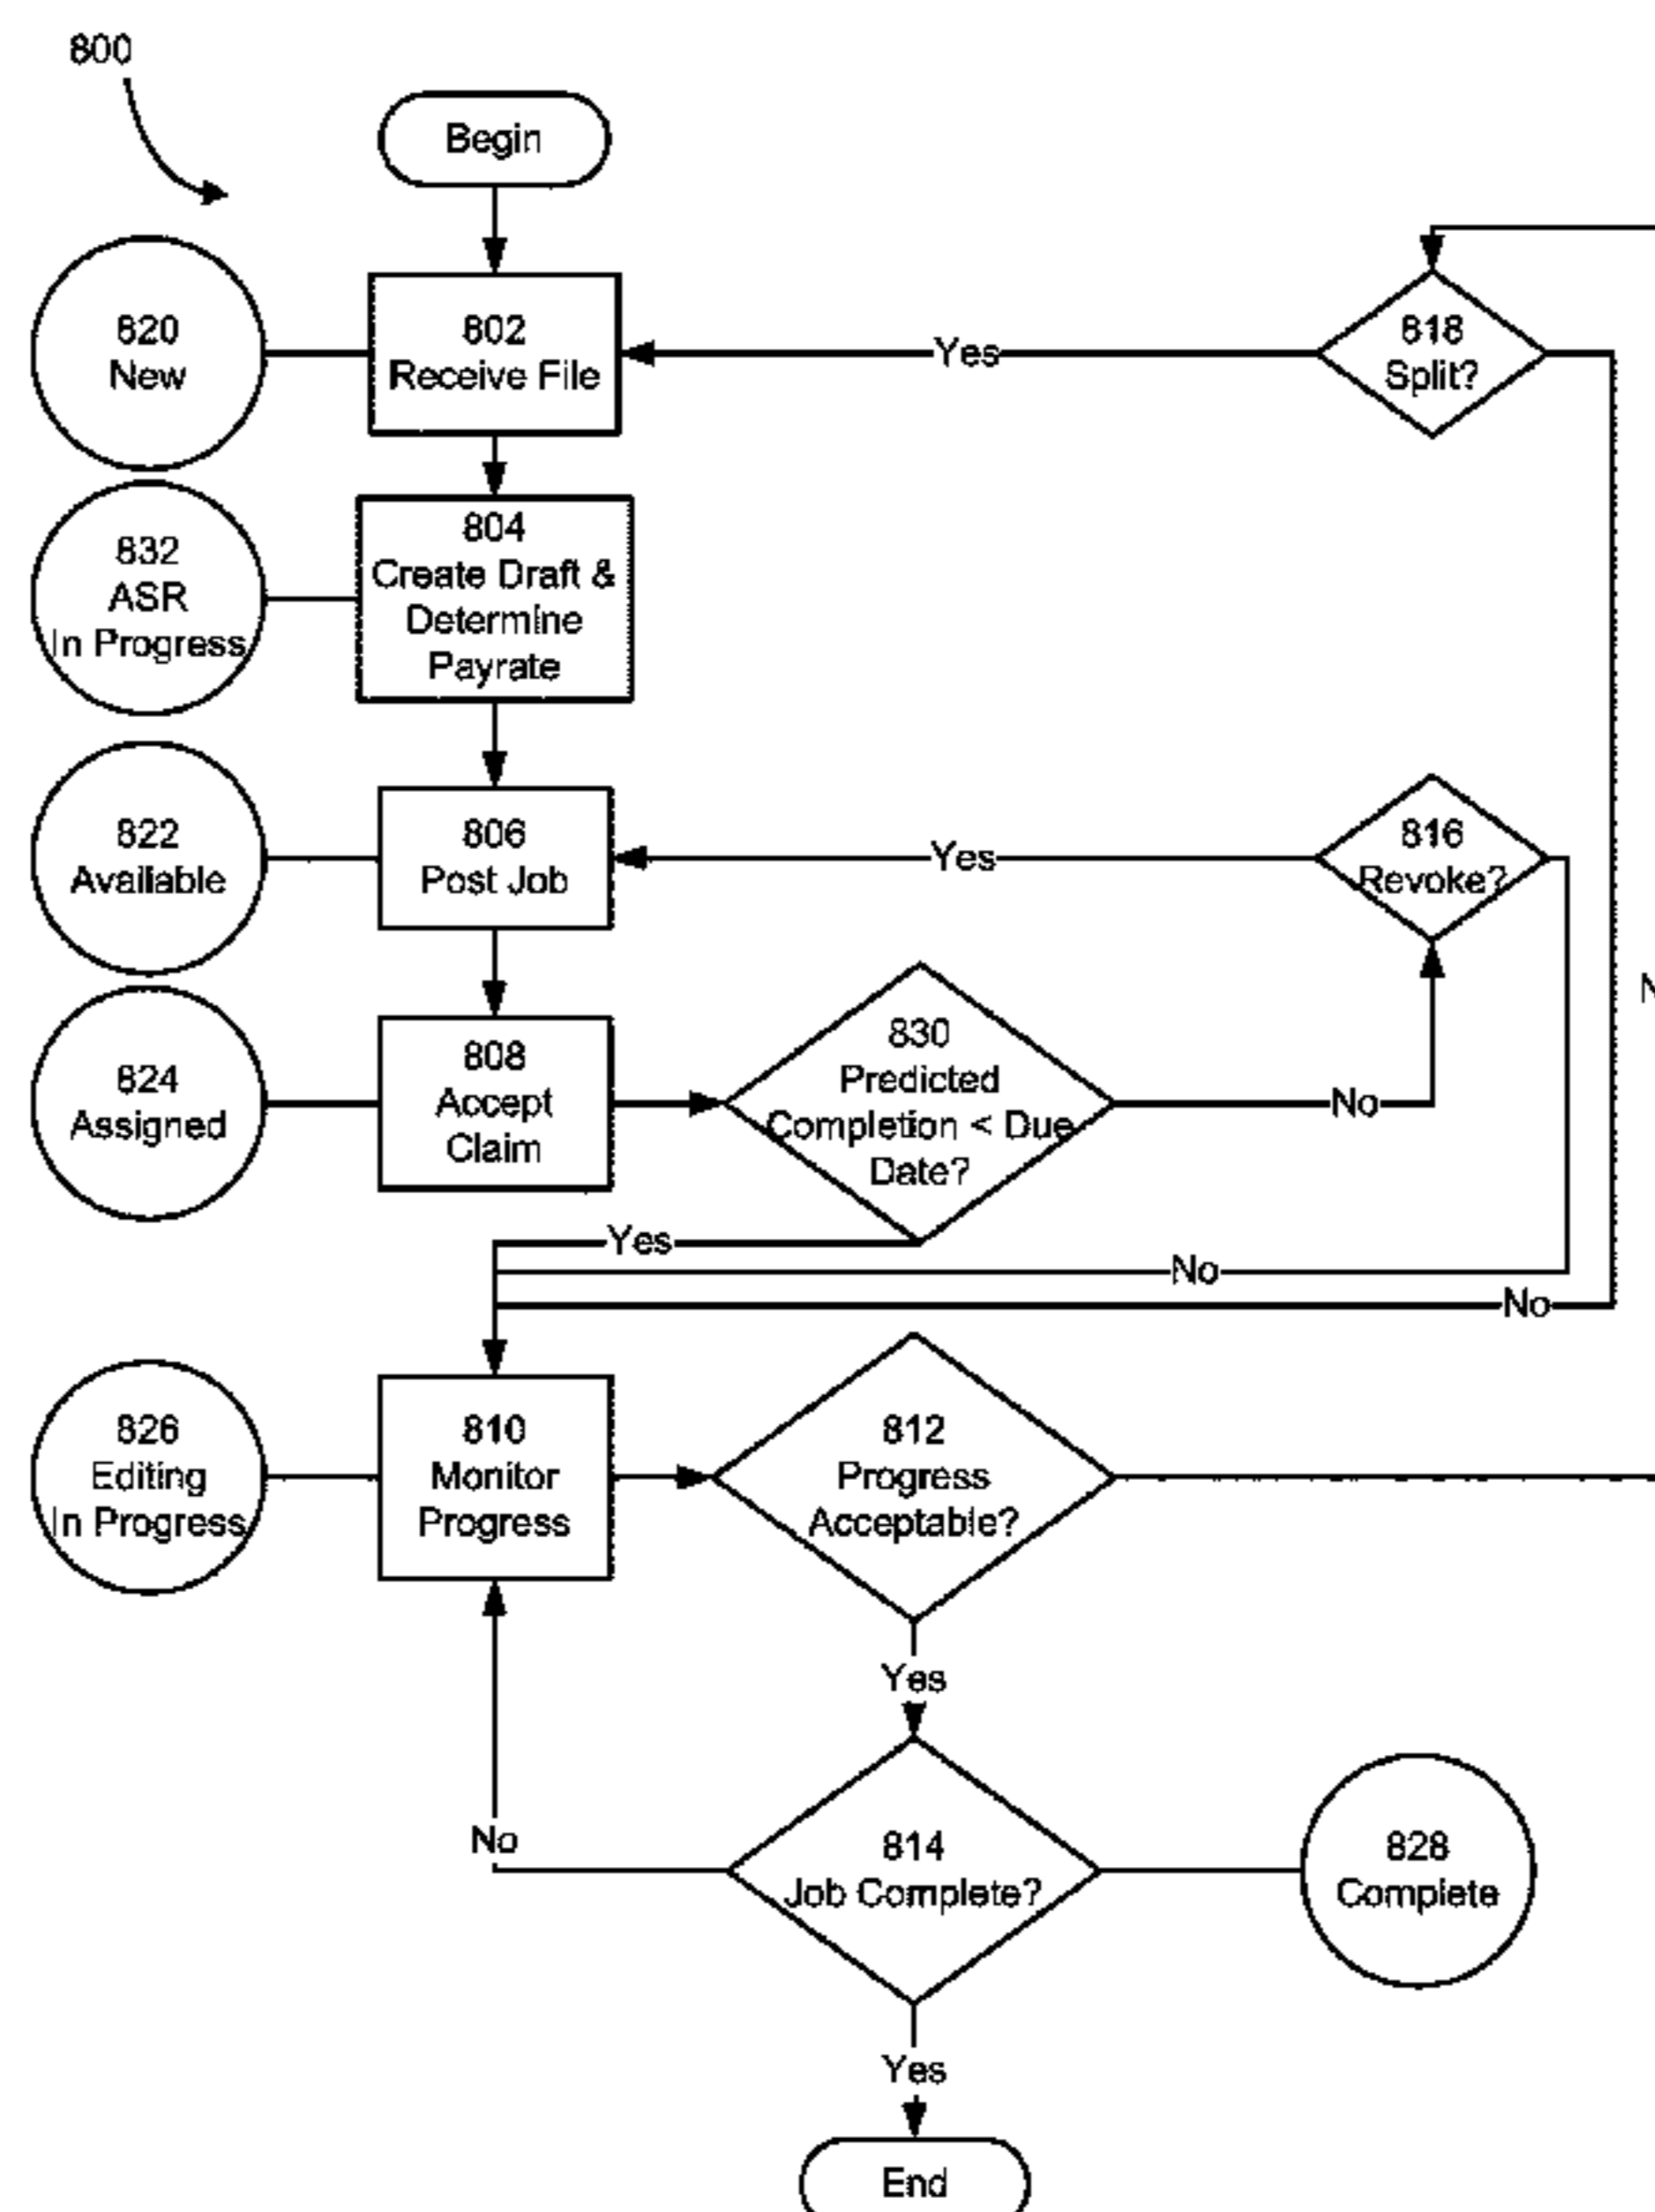 800
Begin
820
New
802
Receive File
Yes
818
Split?
832
ASR
In Progress
804
Create Draft &
Determine
Payrate
822
Available
806
Post Job
Yes
816
Revoke?
824
Assigned
808
Accept
Claim
830
Predicted
Completion < Due
Date?
No
Yes
No
No
826
Editing
In Progress
810
Monitor
Progress
812
Progress
Acceptable?
Yes
No
814
Job Complete?
828
Complete
Yes
End